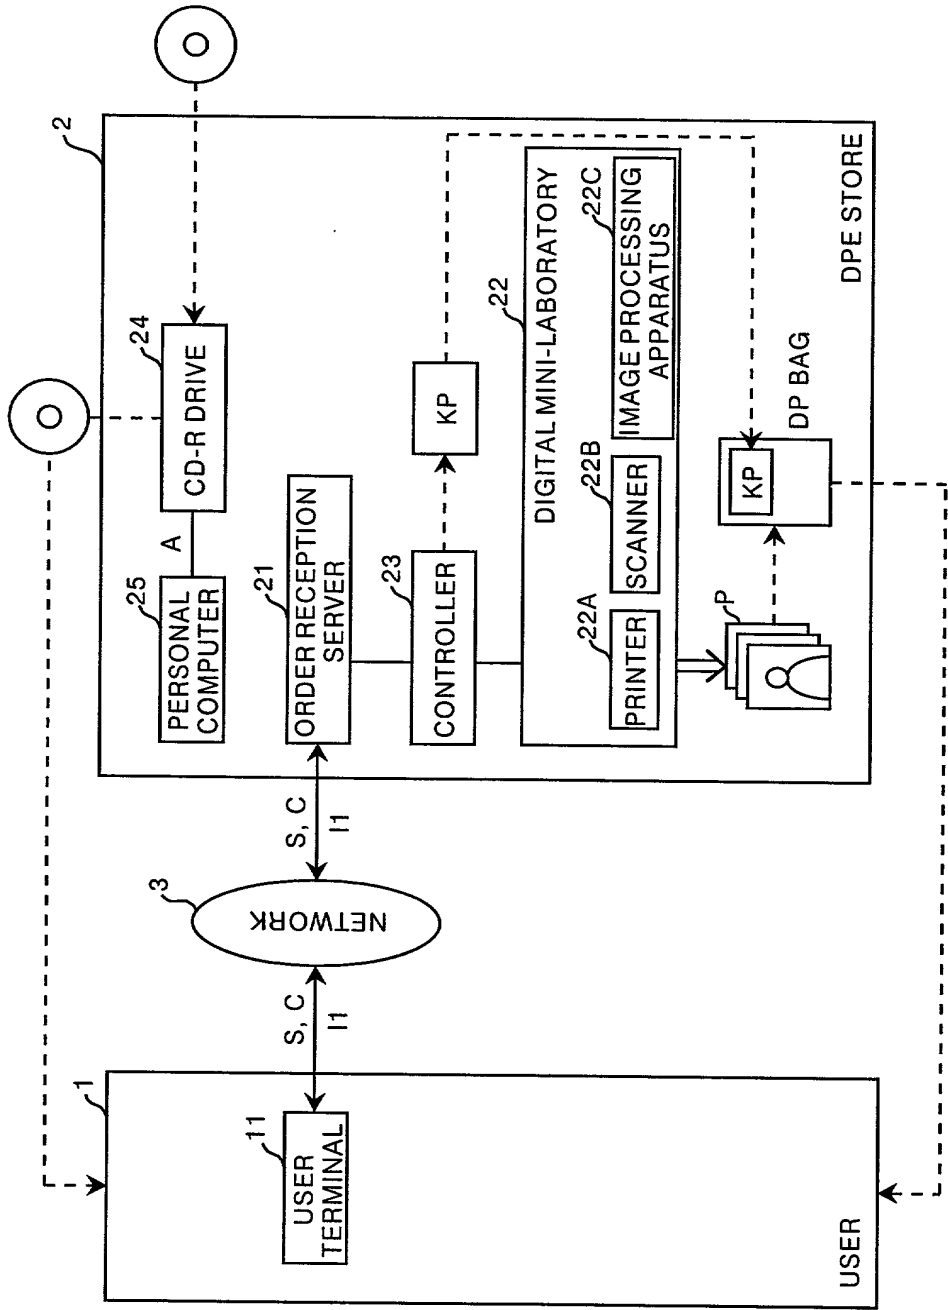 1
USER
11
USER
TERMINAL
S, C
I1
3
NETWORK
S, C
I1
2
DPE STORE
25
PERSONAL
COMPUTER
A
24
CD-R DRIVE
21
ORDER RECEPTION
SERVER
23
CONTROLLER
KP
22
DIGITAL MINI-LABORATORY
22A
PRINTER
22B
SCANNER
22C
IMAGE PROCESSING
APPARATUS
P
KP
DP BAG